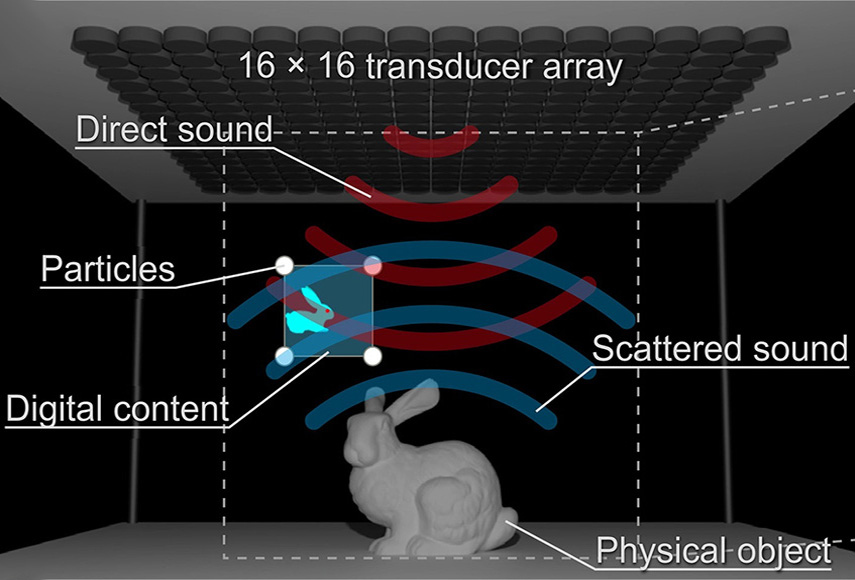 16 × 16 transducer array
Direct sound
Particles
Scattered sound
Digital content
Physical object